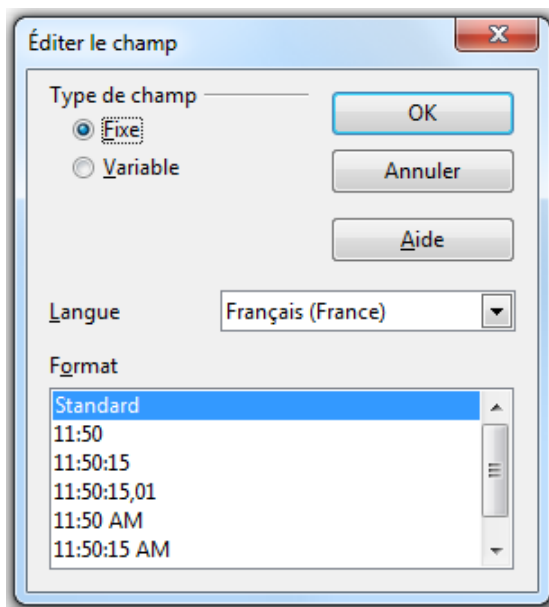 Éditer le champ
Type de champ
Fixe
Variable
OK
Annuler
Aide
Langue
Français (France)
Format
Standard
11:50
11:50:15
11:50:15,01
11:50 AM
11:50:15 AM